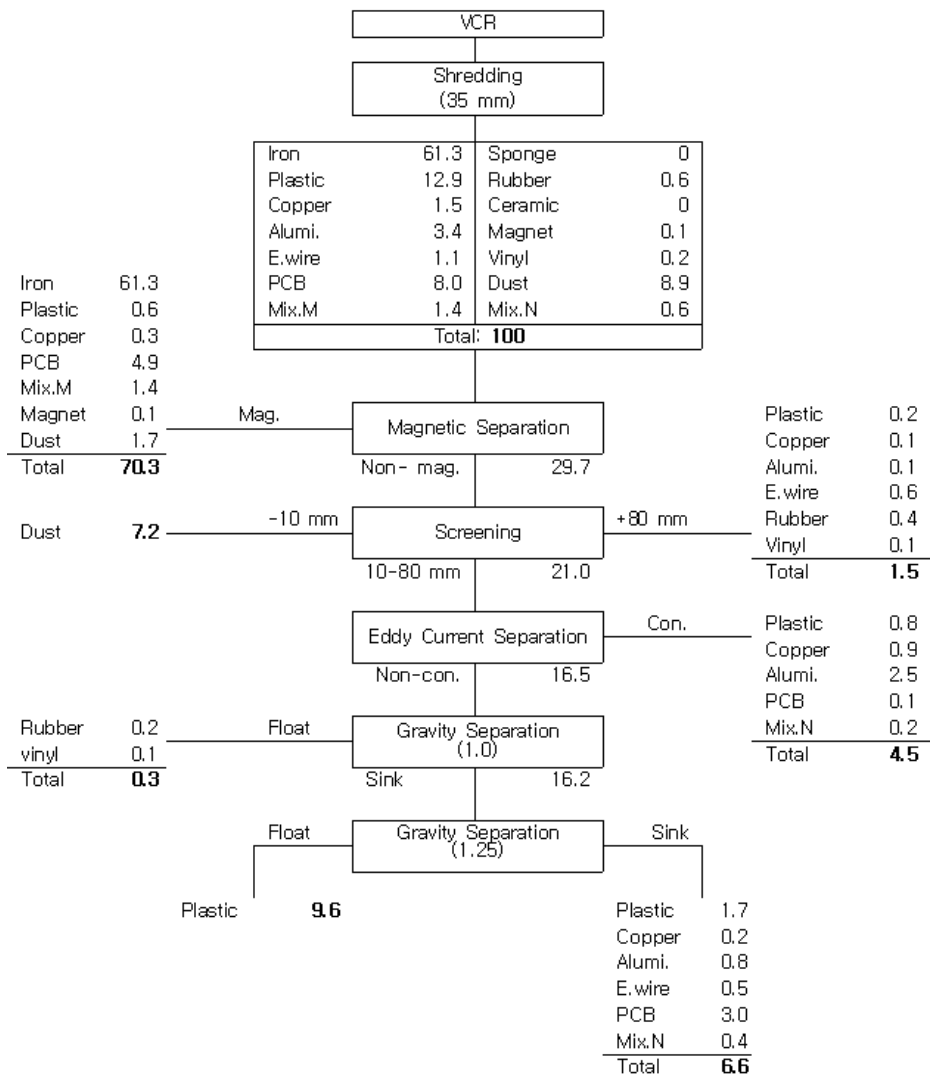 VCR
Shredding
(35 mm)
Iron 61.3 Sponge 0
Plastic 12.9 Rubber 0.6
Copper 1.5 Ceramic 0
Alumi. 3.4 Magnet 0.1
E.wire 1.1 Vinyl 0.2
PCB 8.0 Dust 8.9
Mix.M 1.4 Mix.N 0.6
Total: 100
Iron 61.3
Plastic 0.6
Copper 0.3
PCB 4.9
Mix.M 1.4
Magnet 0.1
Dust 1.7
Total 70.3
Mag.
Magnetic Separation
Non- mag. 29.7
Plastic 0.2
Copper 0.1
Alumi. 0.1
E.wire 0.6
Rubber 0.4
Vinyl 0.1
Total 1.5
Dust 7.2
-10 mm
Screening
+80 mm
10-80 mm 21.0
Eddy Current Separation
Con.
Non-con. 16.5
Plastic 0.8
Copper 0.9
Alumi. 2.5
PCB 0.1
Mix.N 0.2
Total 4.5
Rubber 0.2
vinyl 0.1
Total 0.3
Float
Gravity Separation
(1.0)
Sink 16.2
Float
Gravity Separation
(1.25)
Sink
Plastic 9.6
Plastic 1.7
Copper 0.2
Alumi. 0.8
E.wire 0.5
PCB 3.0
Mix.N 0.4
Total 6.6